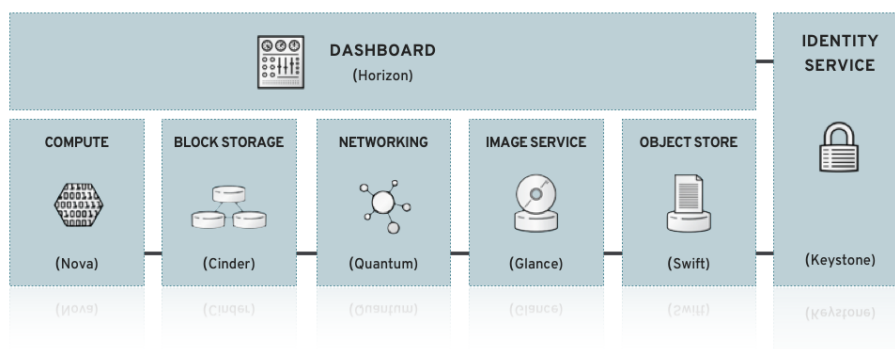 DASHBOARD
(Horizon)
IDENTITY
SERVICE
COMPUTE
(Nova)
BLOCK STORAGE
(Cinder)
NETWORKING
(Quantum)
IMAGE SERVICE
(Glance)
OBJECT STORE
(Swift)
(Keystone)